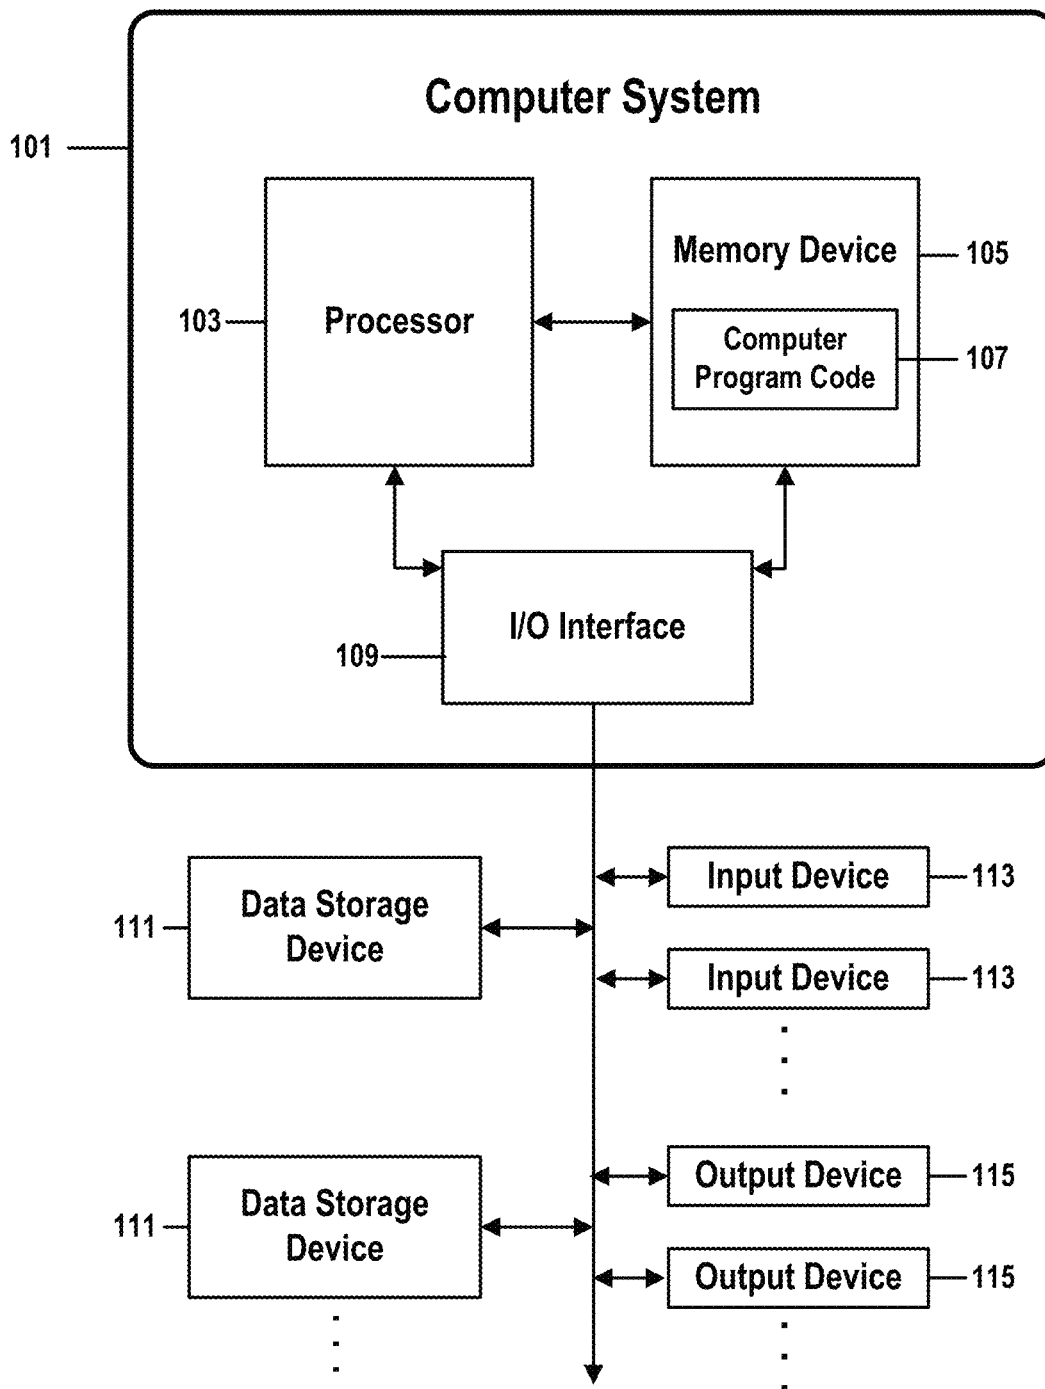 Computer System
101
Memory Device
105
103
Processor
Computer
Program Code
107
I/O Interface
109
Input Device
113
Data Storage
Device
111
Input Device
113
Output Device
115
Data Storage
Device
111
Output Device
115